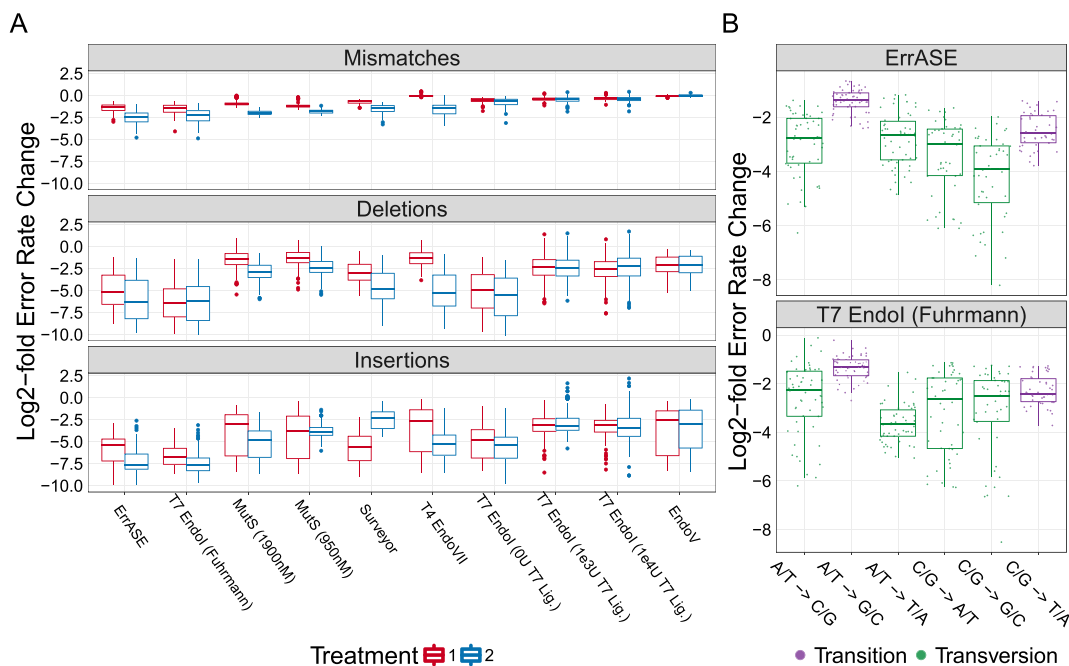 A
B
Log2−fold Error Rate Change
Mismatches
2.5
0.0
−2.5
−5.0
−7.5
−10.0
Deletions
2.5
0.0
−2.5
−5.0
−7.5
−10.0
Insertions
2.5
0.0
−2.5
−5.0
−7.5
−10.0
ErrASE
T7 EndoI (Fuhrmann)
MutS (1900nM)
MutS (950nM)
Surveyor
T4 EndoVII
T7 EndoI (0U T7 Lig.)
T7 EndoI (1e3U T7 Lig.)
T7 EndoI (1e4U T7 Lig.)
EndoV
Treatment 1 2
Log2−fold Error Rate Change
ErrASE
−2
−4
−6
−8
T7 EndoI (Fuhrmann)
0
−2
−4
−6
−8
A/T −> C/G
A/T −> G/C
A/T −> T/A
C/G −> A/T
C/G −> G/C
C/G −> T/A
Transition Transversion